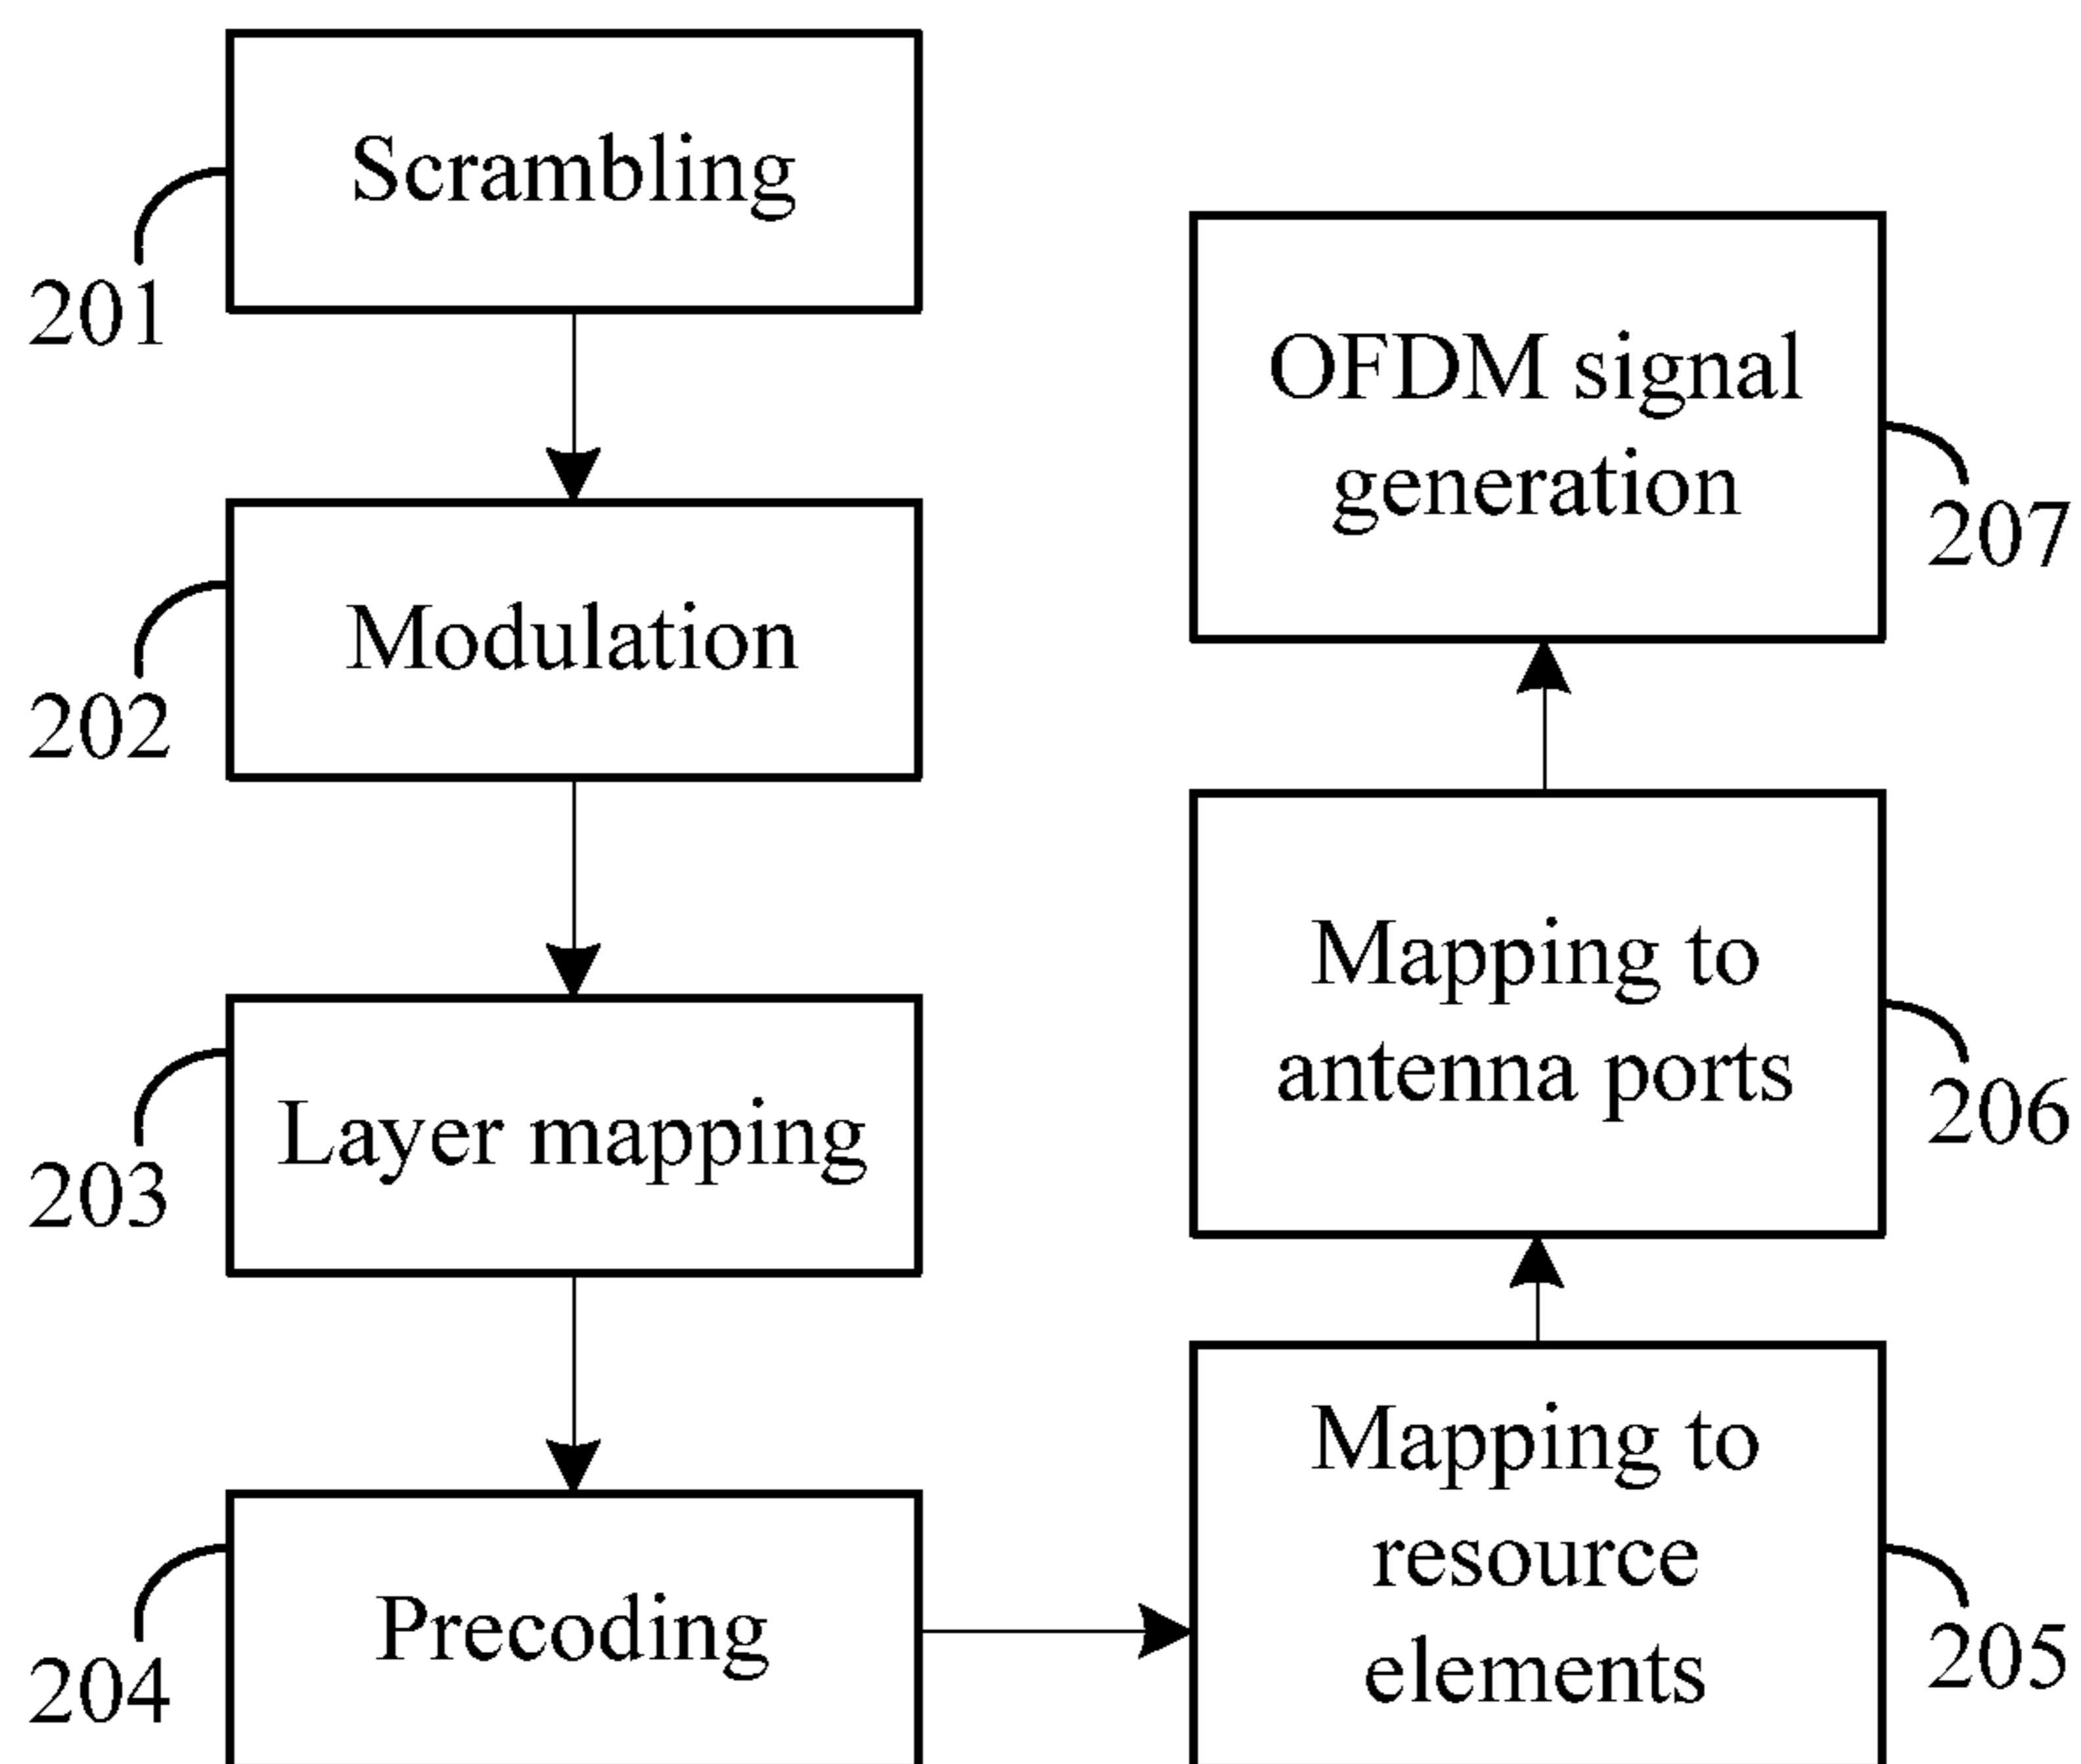 Scrambling
201
Modulation
202
Layer mapping
203
Precoding
204
Mapping to
resource
elements
205
Mapping to
antenna ports
206
OFDM signal
generation
207